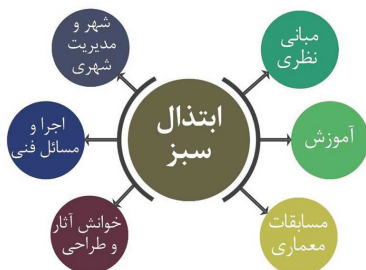 شهر و
مدیریت
شهری
مبانی
نظری
ابتذال
سبز
اجرا و
مسائل فنی
آموزش
خوانش آثار
و طراحی
مسابقات
معماری